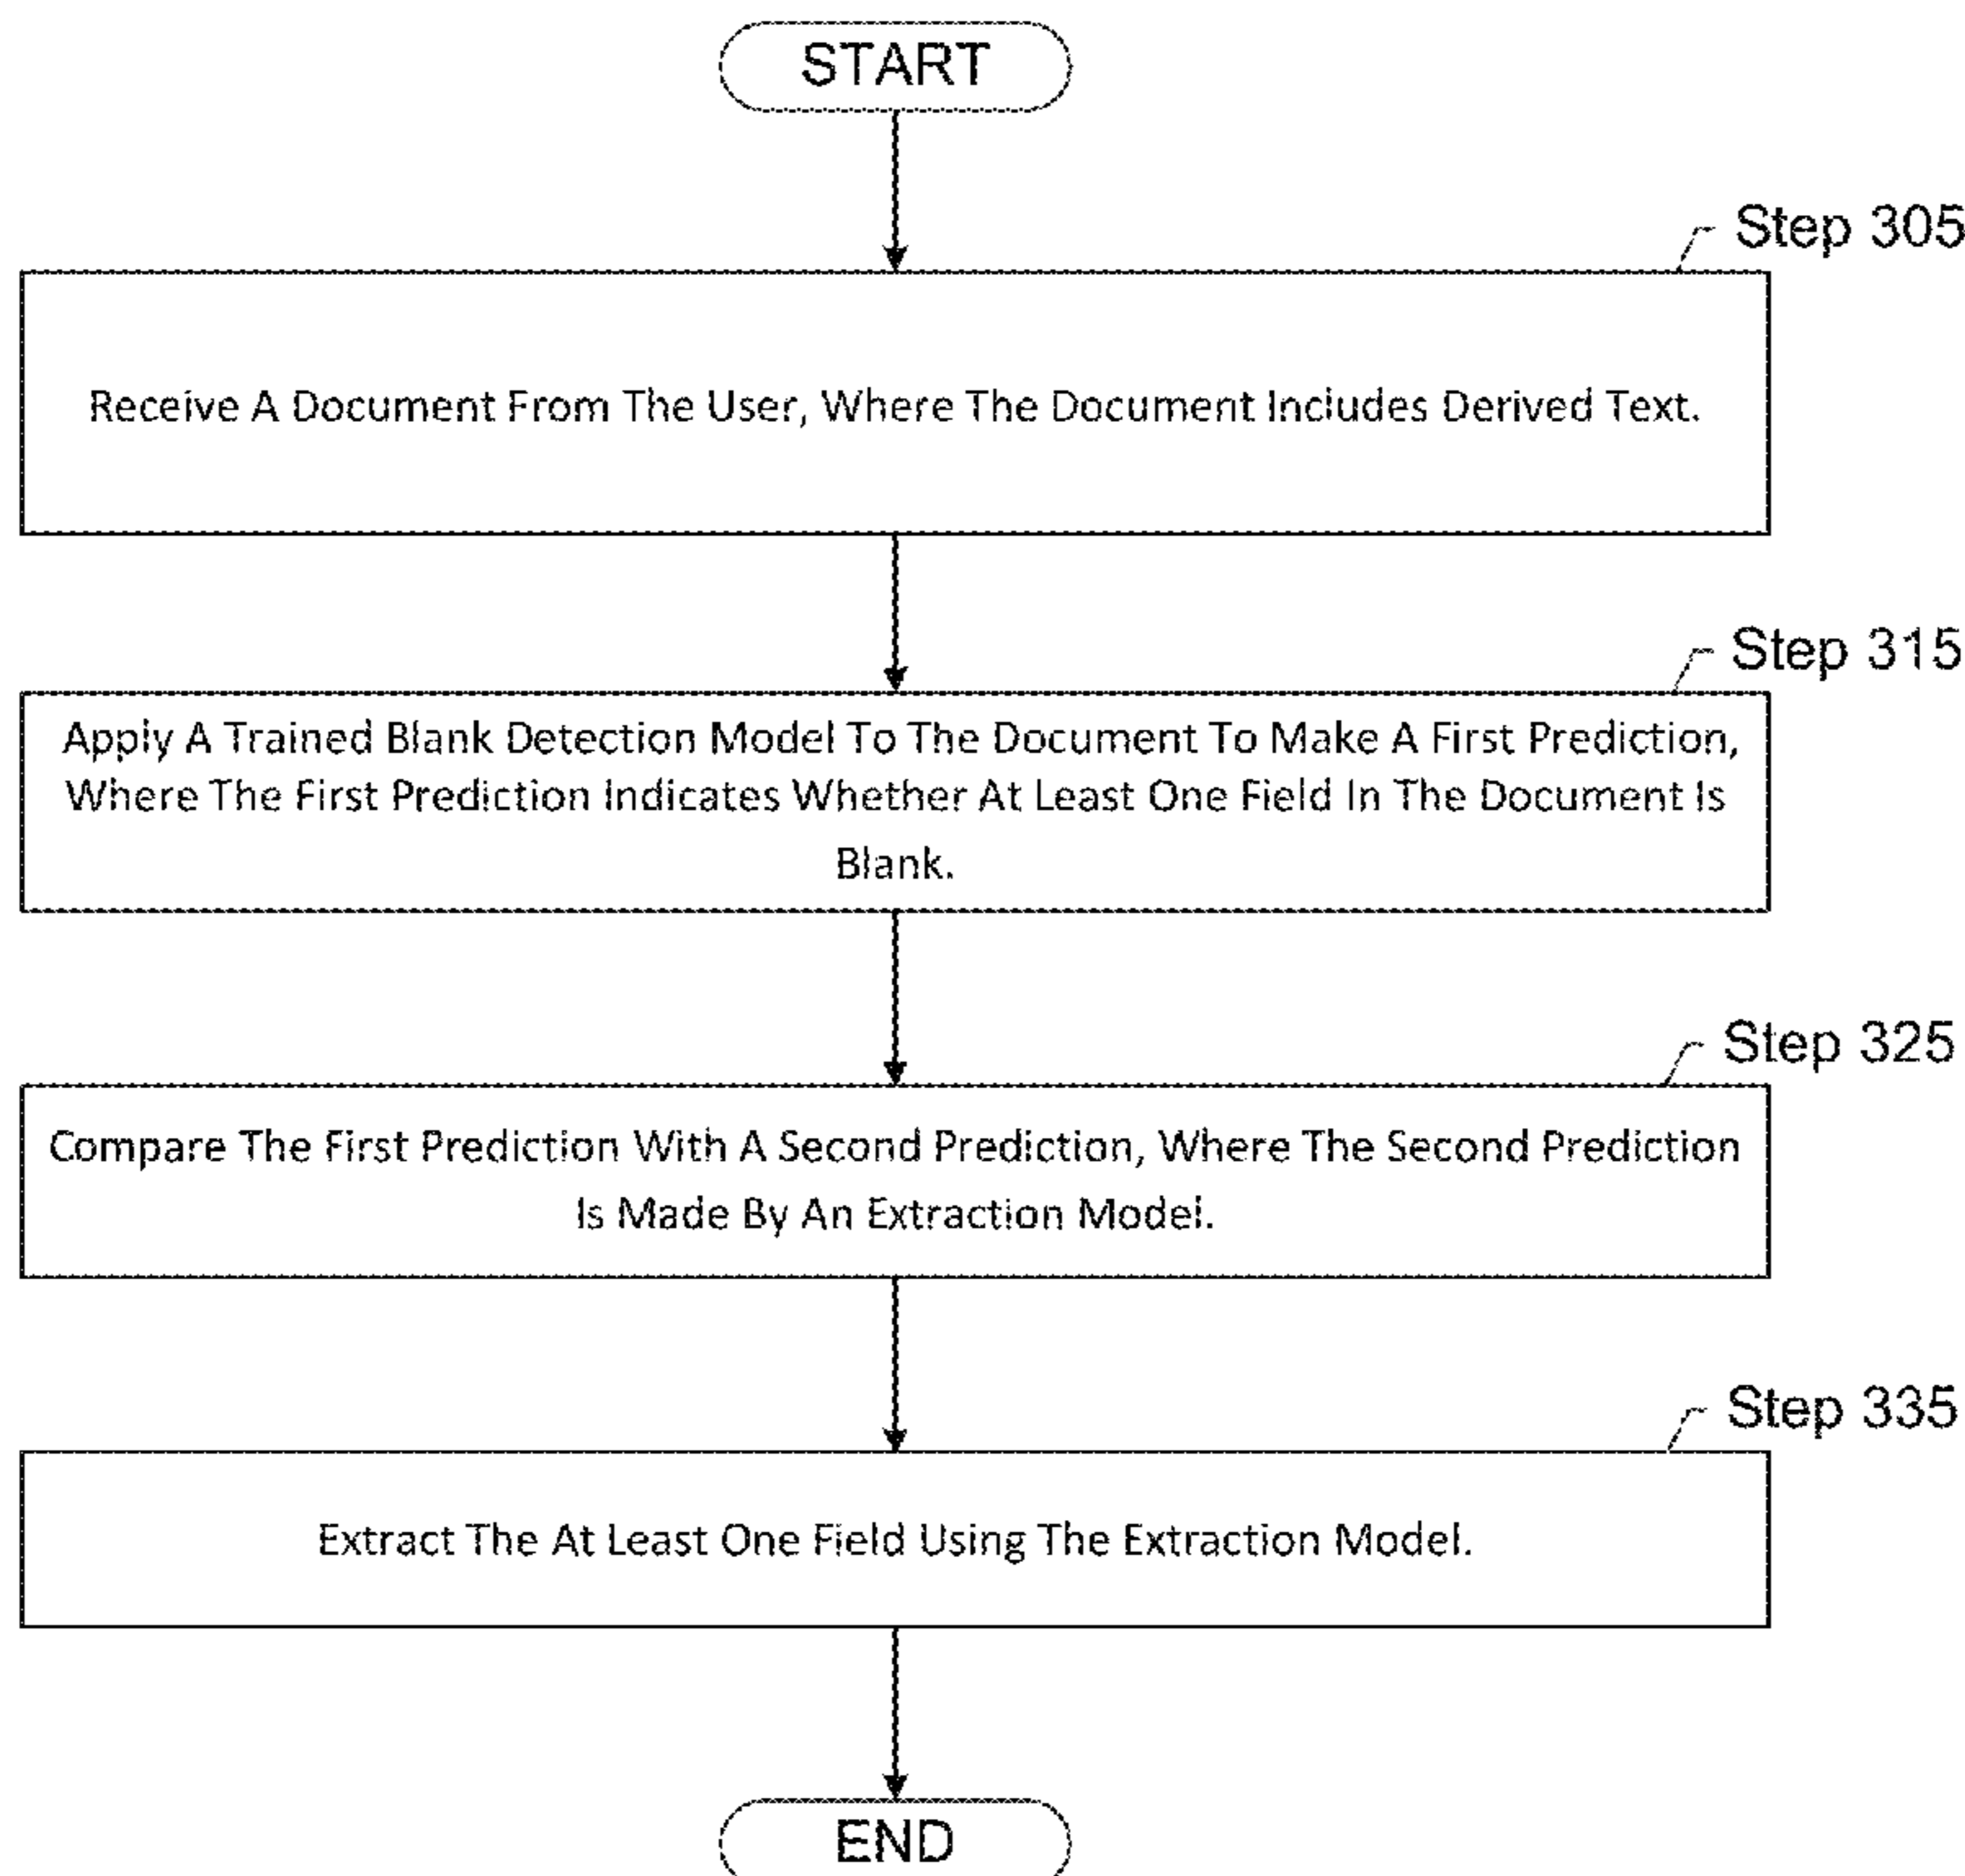 START
Step 305
Receive A Document From The User, Where The Document Includes Derived Text.
Step 315
Apply A Trained Blank Detection Model To The Document To Make A First Prediction,
Where The First Prediction Indicates Whether At Least One Field In The Document Is
Blank.
Step 325
Compare The First Prediction With A Second Prediction, Where The Second Prediction
Is Made By An Extraction Model.
Step 335
Extract The At Least One Field Using The Extraction Model.
END